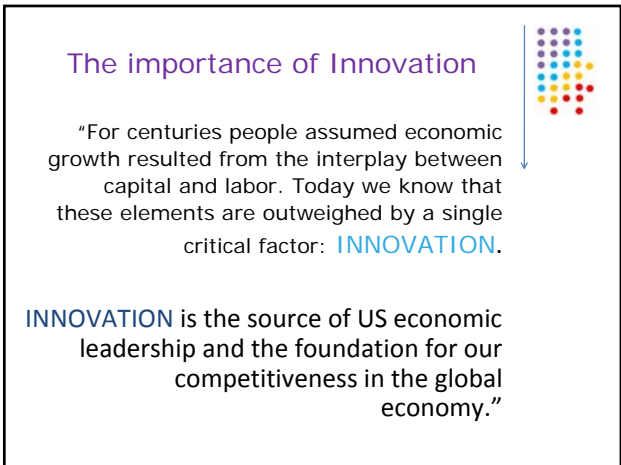 The importance of Innovation
“For centuries people assumed economic
growth resulted from the interplay between
capital and labor. Today we know that
these elements are outweighed by a single
critical factor: INNOVATION.
INNOVATION is the source of US economic
leadership and the foundation for our
competitiveness in the global
economy.”